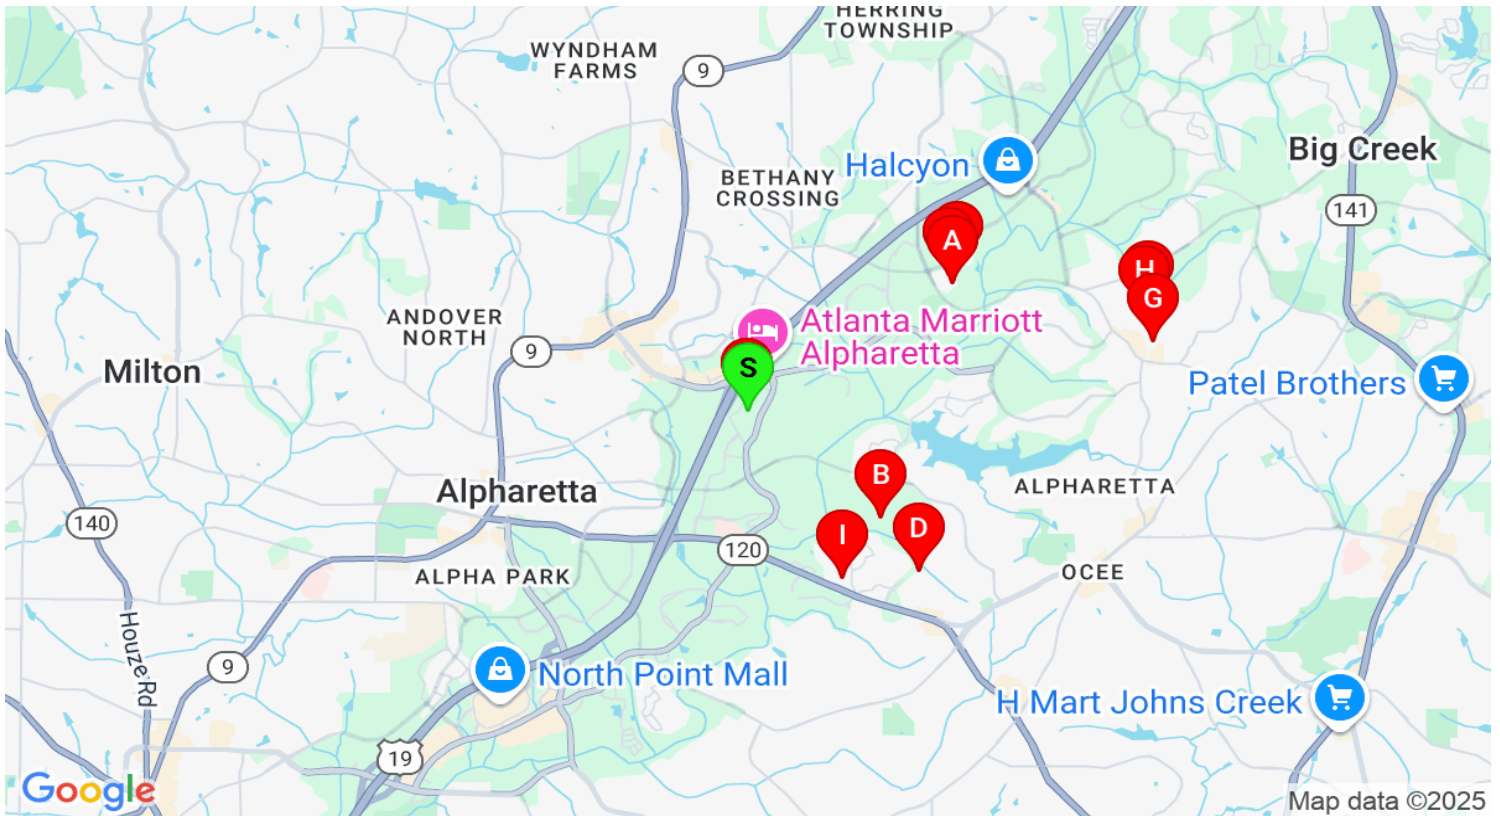 HERRING
TOWNSHIP
WYNDHAM
FARMS
9
Halcyon
Big Creek
BETHANY
CROSSING
141
A
H
G
ANDOVER
NORTH
Atlanta Marriott
Alpharetta
9
Milton
S
Patel Brothers
B
ALPHARETTA
Alpharetta
140
I
D
120
ALPHA PARK
OCEE
Houze Rd
9
North Point Mall
H Mart Johns Creek
19
Google
Map data ©2025